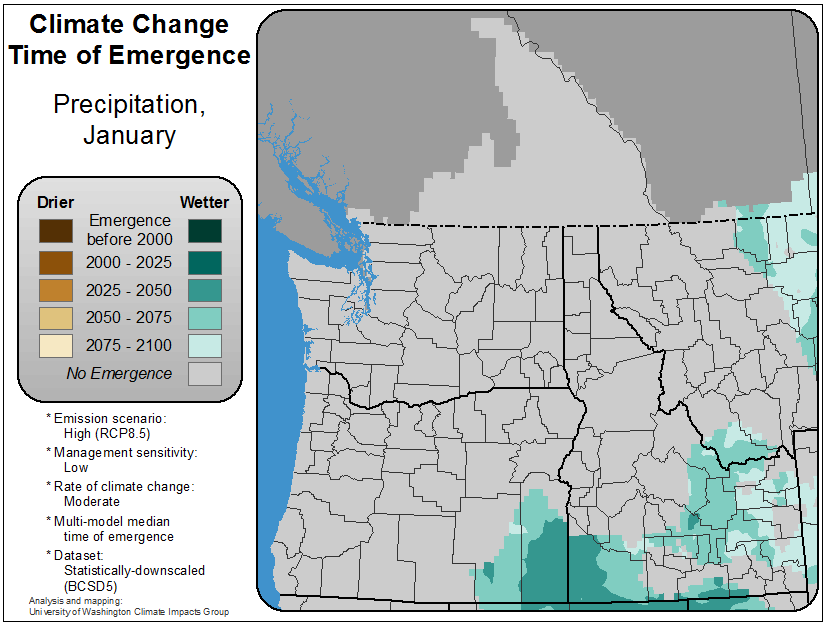 Climate Change
Time of Emergence
Precipitation,
January
Drier
Wetter
Emergence
before 2000
2000 - 2025
2025 - 2050
2050 - 2075
2075 - 2100
No Emergence
* Emission scenario:
High (RCP8.5)
* Management sensitivity:
Low
* Rate of climate change:
Moderate
* Multi-model median
time of emergence
* Dataset:
Statistically-downscaled
(BCSD5)
Analysis and mapping:
University of Washington Climate Impacts Group